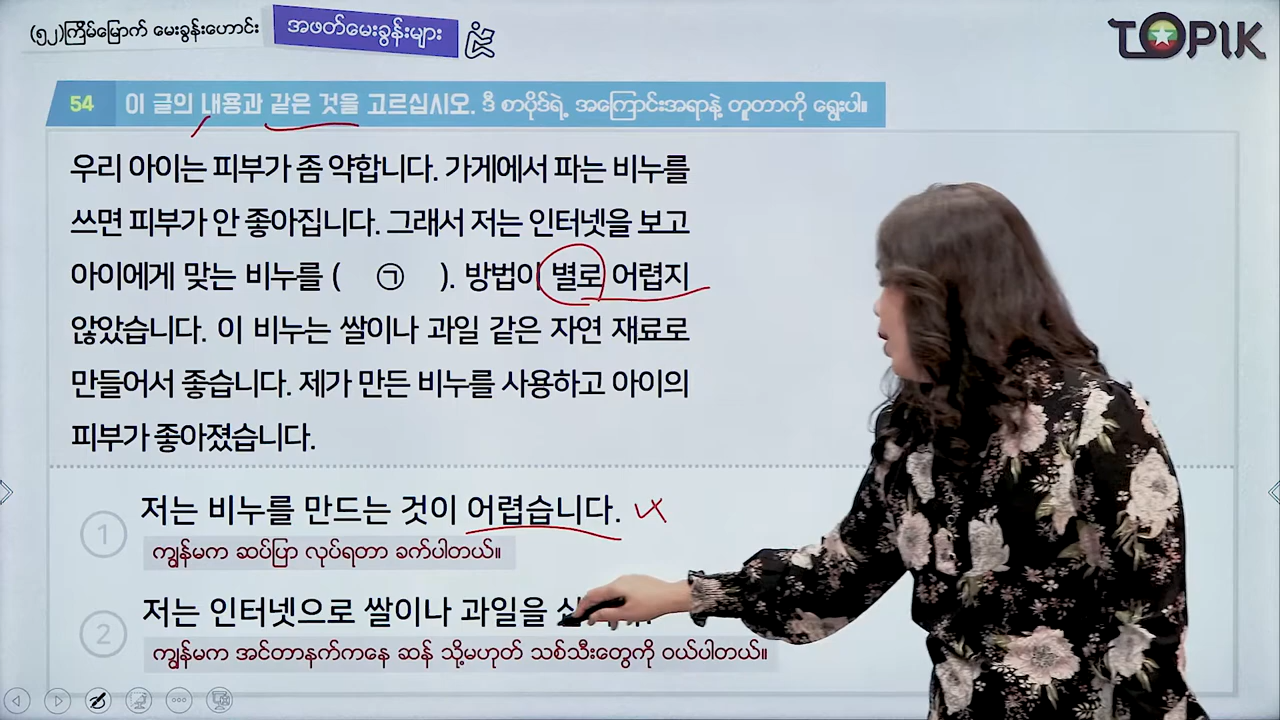 (၅၂)ကြိမ်မြောက် မေးခွန်းဟောင်း
အဖတ်မေးခွန်းများ
TOPIK
54 이 글의 내용과 같은 것을 고르십시오. ဒီ စာပိုဒ်ရဲ့ အကြောင်းအရာနဲ့ တူတာကို ရွေးပါ။
우리 아이는 피부가 좀 약합니다. 가게에서 파는 비누를
쓰면 피부가 안 좋아집니다. 그래서 저는 인터넷을 보고
아이에게 맞는 비누를 ( ㉠ ). 방법이 별로 어렵지
않았습니다. 이 비누는 쌀이나 과일 같은 자연 재료로
만들어서 좋습니다. 제가 만든 비누를 사용하고 아이의
피부가 좋아졌습니다.
1 저는 비누를 만드는 것이 어렵습니다.
ကျွန်မက ဆပ်ပြာ လုပ်ရတာ ခက်ပါတယ်။
2 저는 인터넷으로 쌀이나 과일을
ကျွန်မက အင်တာနက်ကနေ ဆန် သို့မဟုတ် သစ်သီးတွေကို ဝယ်ပါတယ်။